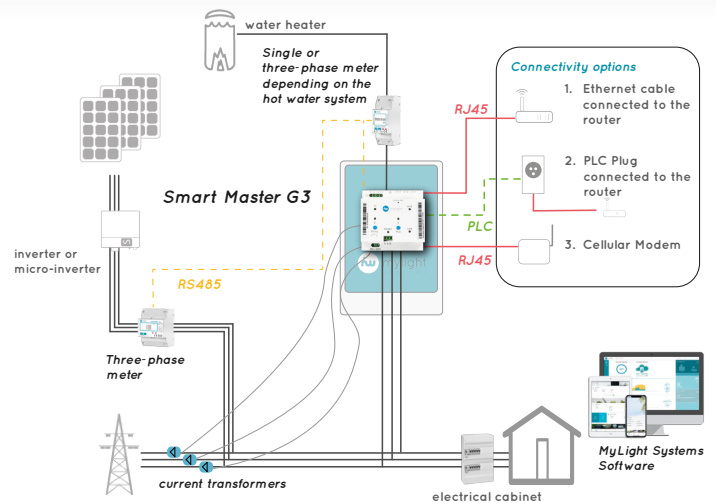 water heater
Single or
three-phase meter
depending on the
hot water system
Connectivity options
1. Ethernet cable
connected to the
router
RJ45
2. PLC Plug
connected to the
router
PLC
3. Cellular Modem
RJ45
Smart Master G3
mylight
inverter or
micro-inverter
RS485
Three-phase
meter
current transformers
electrical cabinet
MyLight Systems
Software